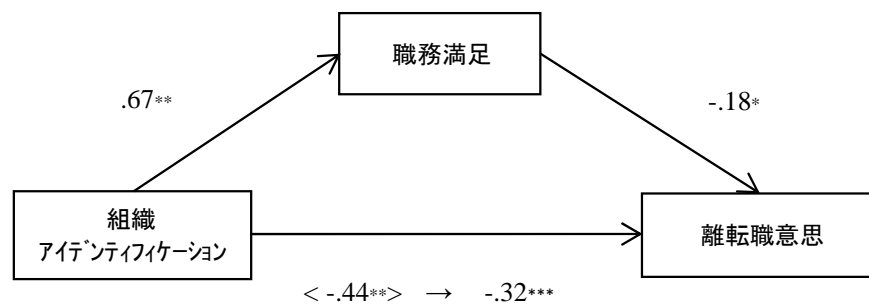 職務満足
.67**
-.18*
組織
アイデンティフィケーション
離転職意思
< -.44**> → -.32***